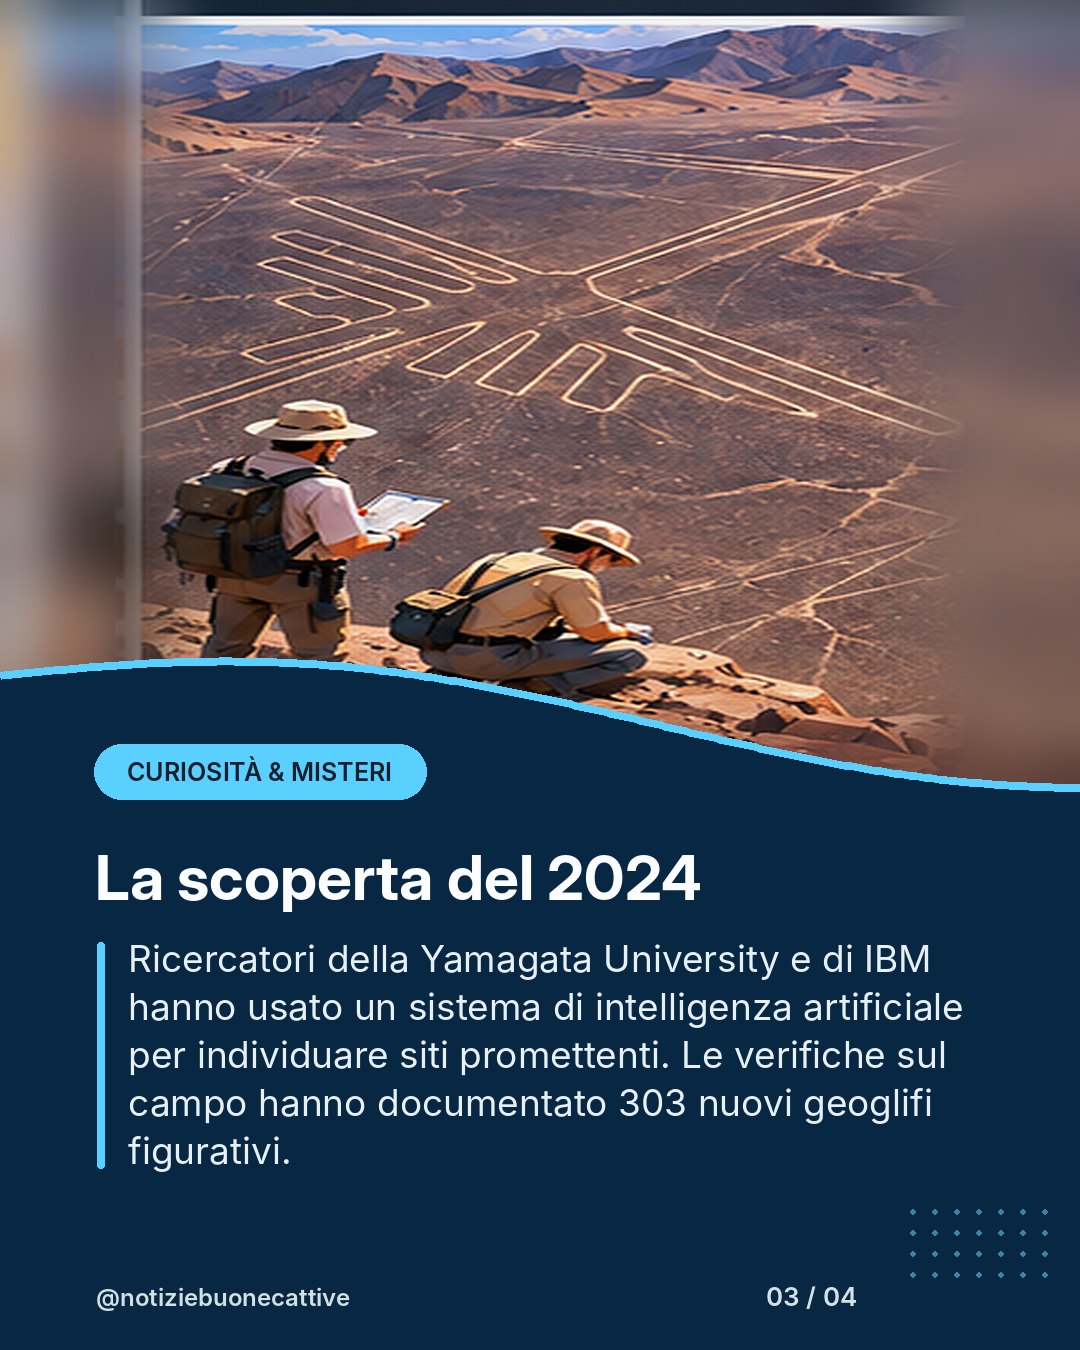 CURIOSITÀ & MISTERI
La scoperta del 2024
Ricercatori della Yamagata University e di IBM
hanno usato un sistema di intelligenza artificiale
per individuare siti promettenti. Le verifiche sul
campo hanno documentato 303 nuovi geoglifi
figurativi.
@notiziebuonecattive
03 / 04